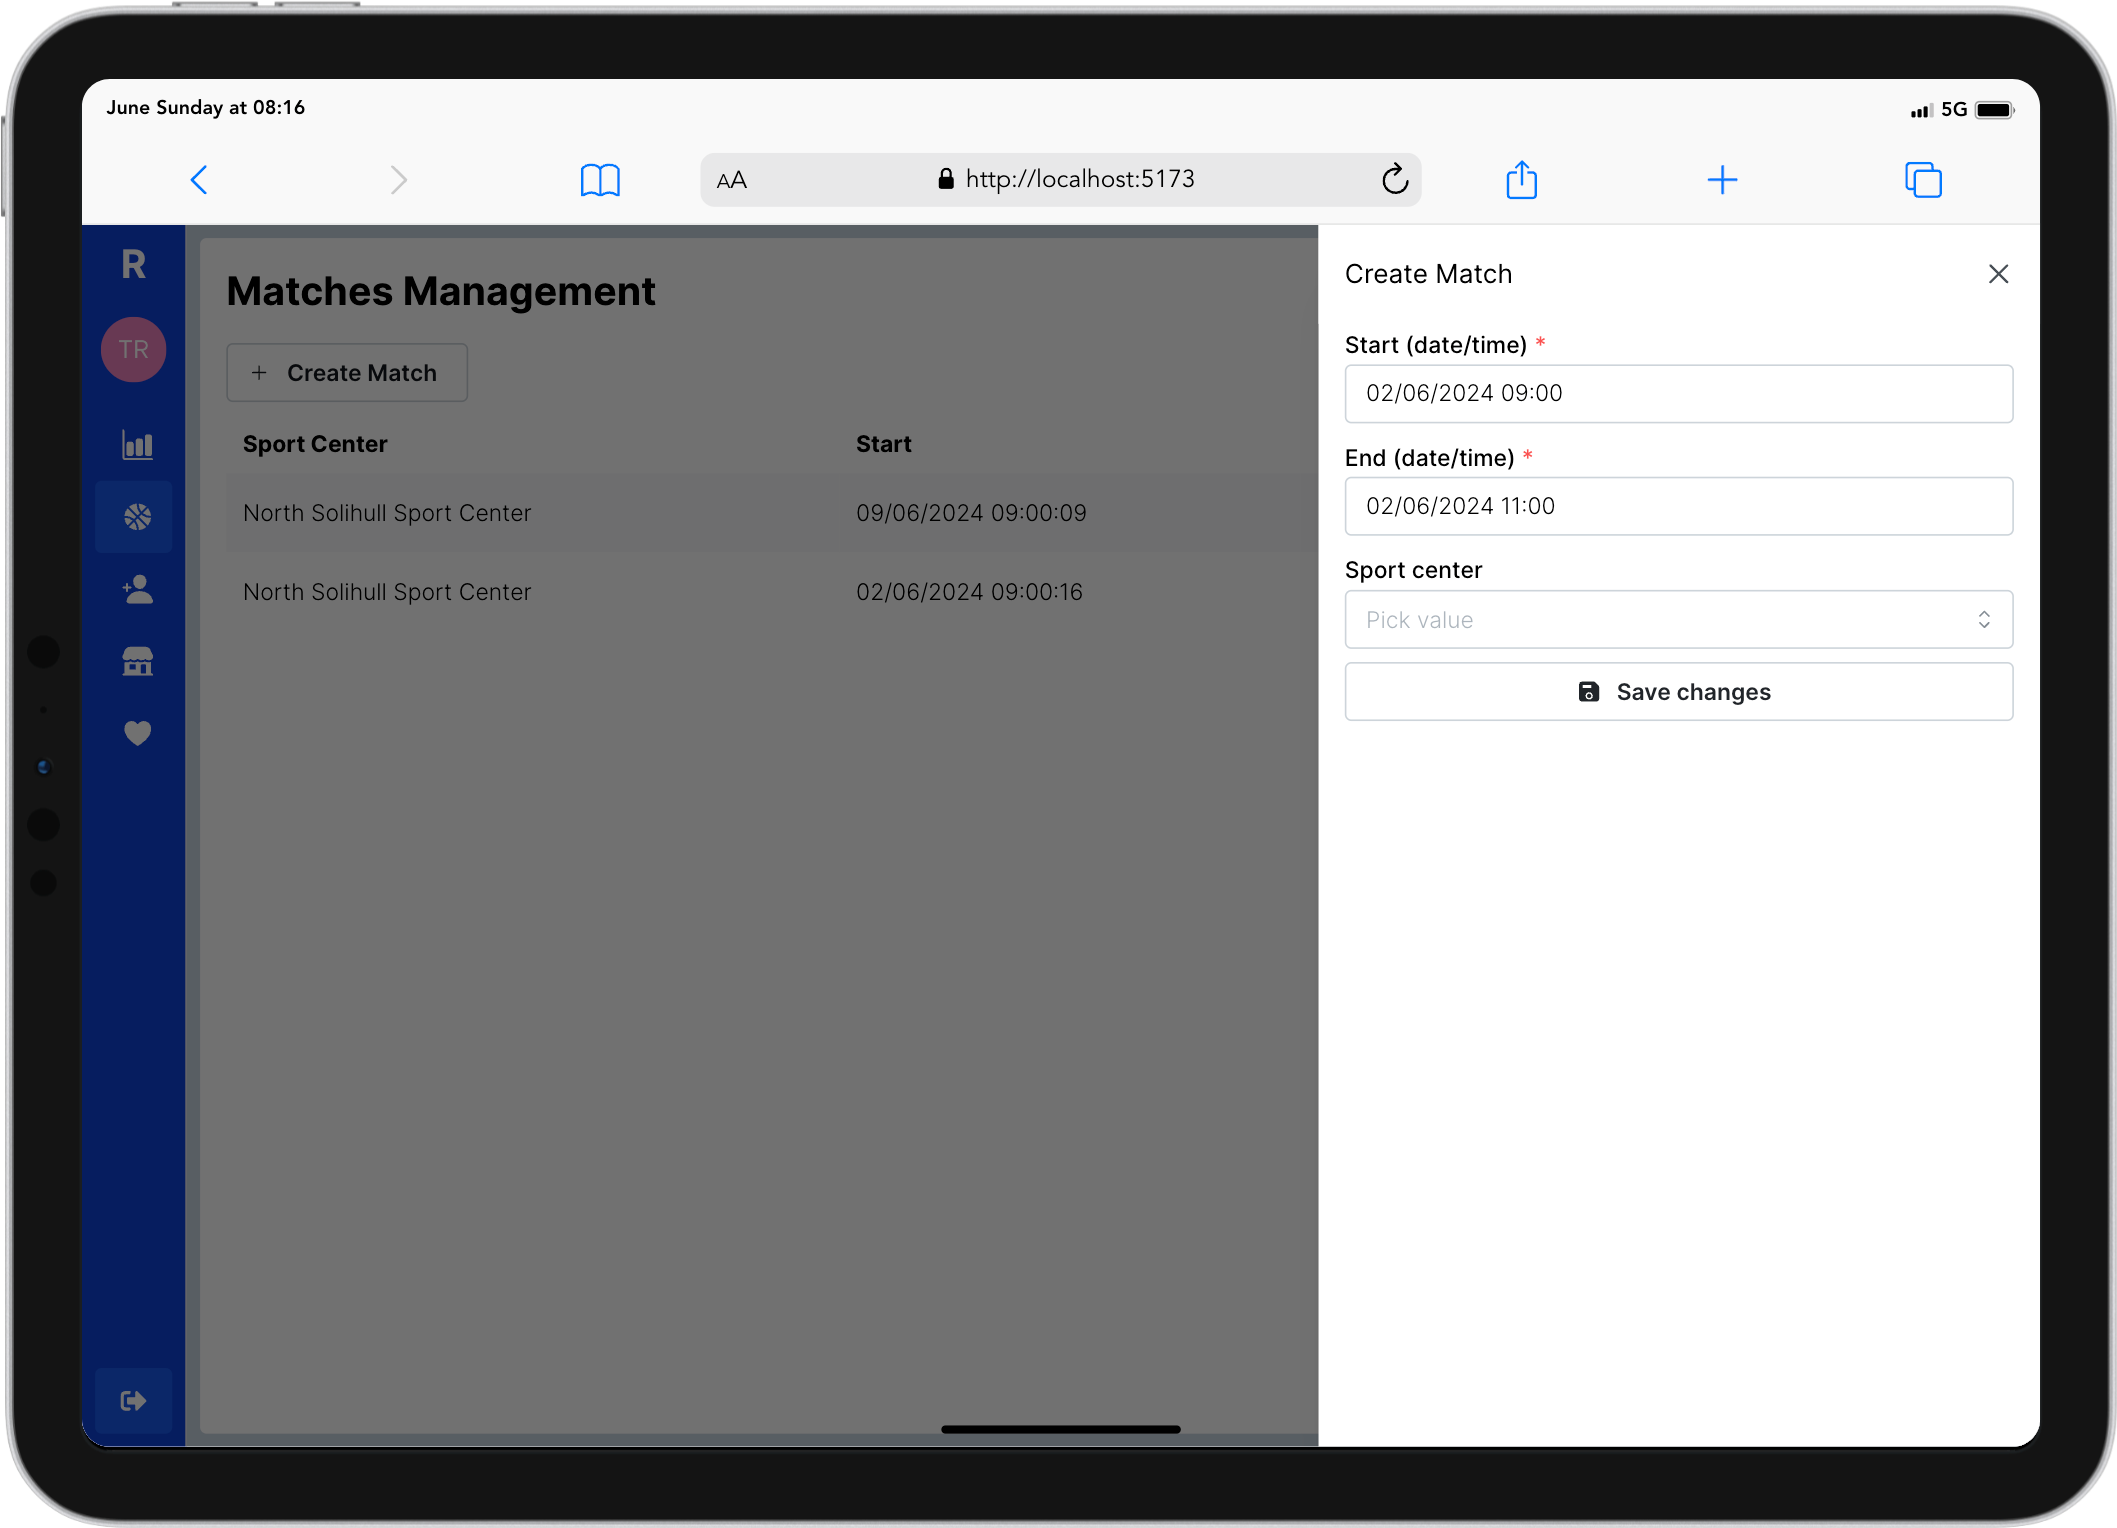 June Sunday at 08:16
5G
AA
http://localhost:5173
R
TR
Matches Management
+ Create Match
Sport Center Start
North Solihull Sport Center 09/06/2024 09:00:09
North Solihull Sport Center 02/06/2024 09:00:16
Create Match
Start (date/time) *
02/06/2024 09:00
End (date/time) *
02/06/2024 11:00
Sport center
Pick value
Save changes